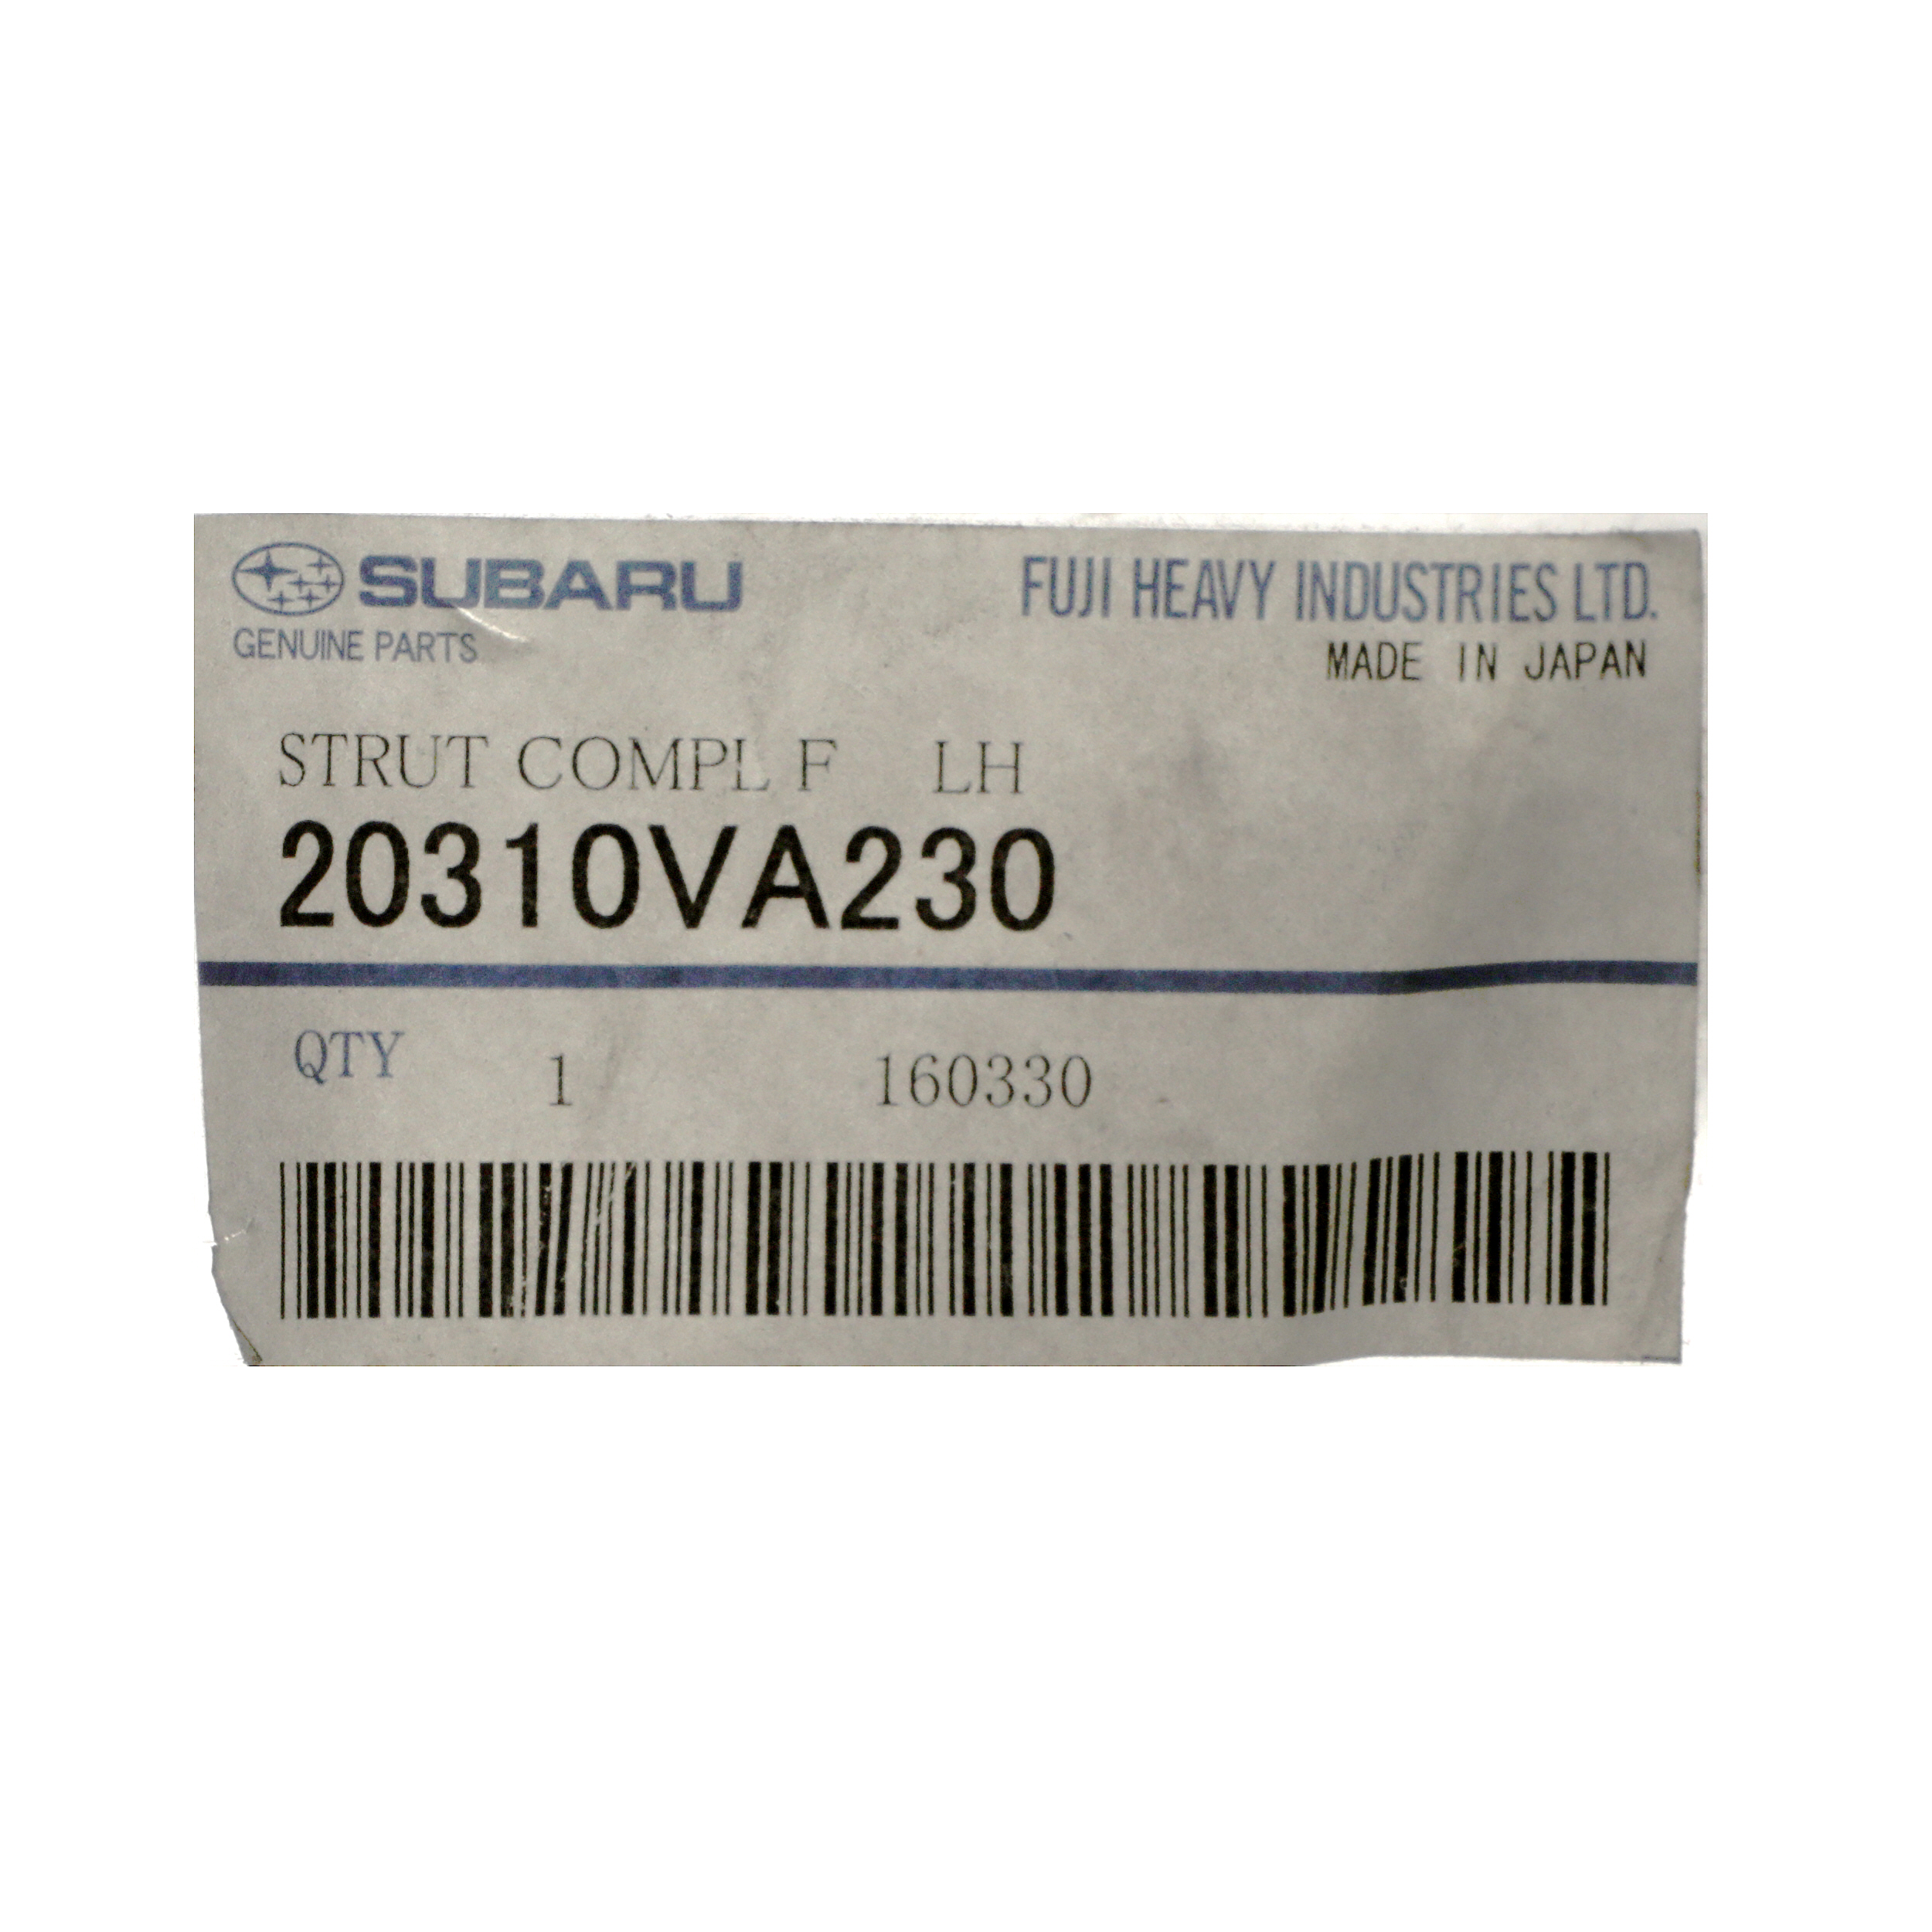 SUBARU FUJI HEAVY INDUSTRIES LTD.
GENUINE PARTS MADE IN JAPAN
STRUT COMPL F LH
20310VA230
QTY 1 160330